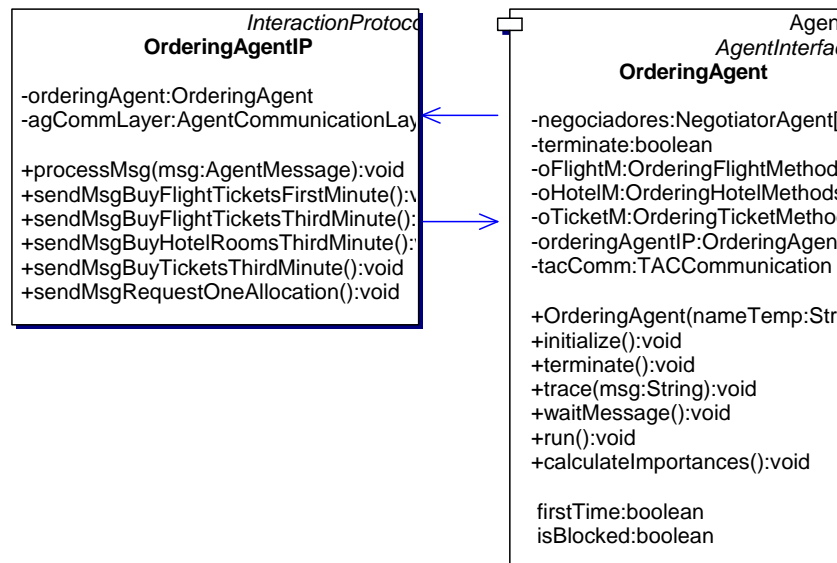 InteractionProtoco
OrderingAgentIP
-orderingAgent:OrderingAgent
-agCommLayer:AgentCommunicationLay
+processMsg(msg:AgentMessage):void
+sendMsgBuyFlightTicketsFirstMinute():v
+sendMsgBuyFlightTicketsThirdMinute():
+sendMsgBuyHotelRoomsThirdMinute():
+sendMsgBuyTicketsThirdMinute():void
+sendMsgRequestOneAllocation():void
Agen
AgentInterfac
OrderingAgent
-negociadores:NegotiatorAgent[
-terminate:boolean
-oFlightM:OrderingFlightMethod
-oHotelM:OrderingHotelMethods
-oTicketM:OrderingTicketMetho
-orderingAgentIP:OrderingAgen
-tacComm:TACCommunication
+OrderingAgent(nameTemp:Str
+initialize():void
+terminate():void
+trace(msg:String):void
+waitMessage():void
+run():void
+calculateImportances():void
firstTime:boolean
isBlocked:boolean